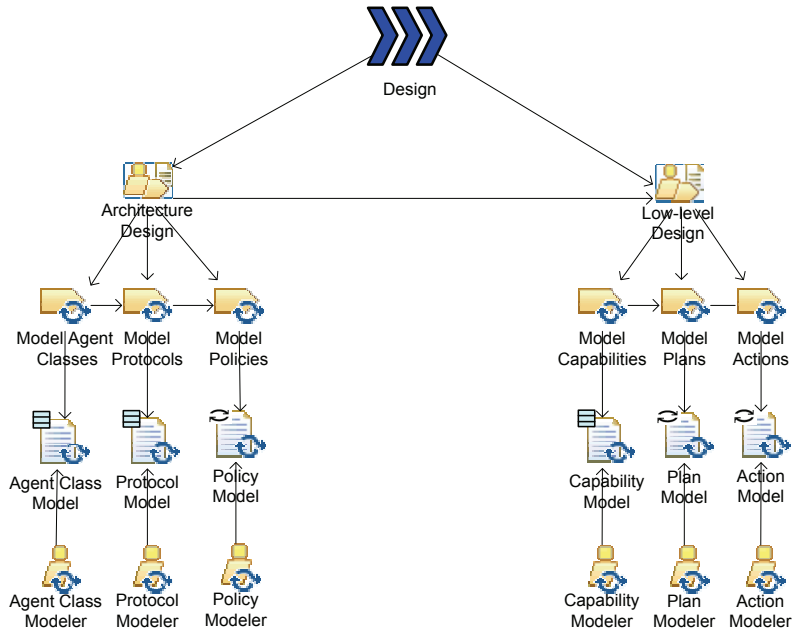 Design
Architecture
Design
Low-level
Design
Model Agent
Classes
Model
Protocols
Model
Policies
Model
Capabilities
Model
Plans
Model
Actions
Agent Class
Model
Protocol
Model
Policy
Model
Capability
Model
Plan
Model
Action
Model
Agent Class
Modeler
Protocol
Modeler
Policy
Modeler
Capability
Modeler
Plan
Modeler
Action
Modeler